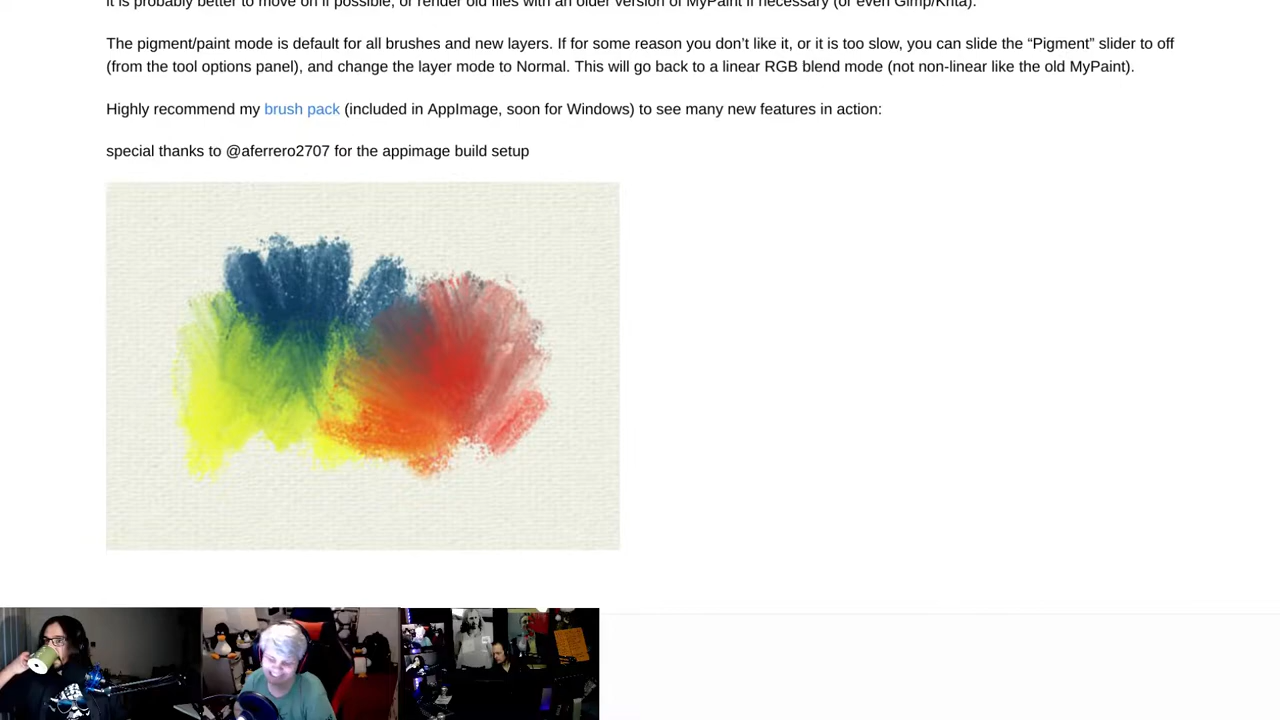 it is probably better to move on if possible, or render old files with an older version of MyPaint if necessary (or even Gimp/Krita).
The pigment/paint mode is default for all brushes and new layers. If for some reason you don’t like it, or it is too slow, you can slide the “Pigment” slider to off
(from the tool options panel), and change the layer mode to Normal. This will go back to a linear RGB blend mode (not non-linear like the old MyPaint).
Highly recommend my brush pack (included in AppImage, soon for Windows) to see many new features in action:
special thanks to @aferrero2707 for the appimage build setup